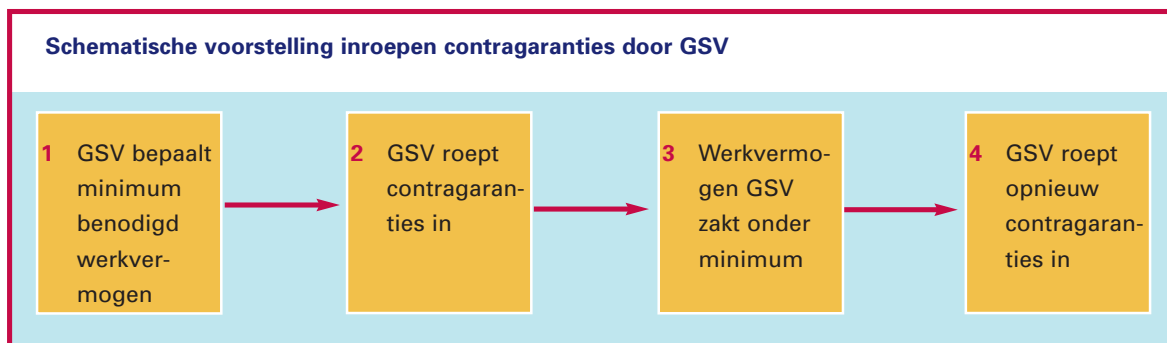 Schematische voorstelling inroepen contragaranties door GSV
1 GSV bepaalt
minimum
benodigd
werkver-
mogen
2 GSV roept
contragaran-
ties in
3 Werkvermo-
gen GSV
zakt onder
minimum
4 GSV roept
opnieuw
contragaran-
ties in